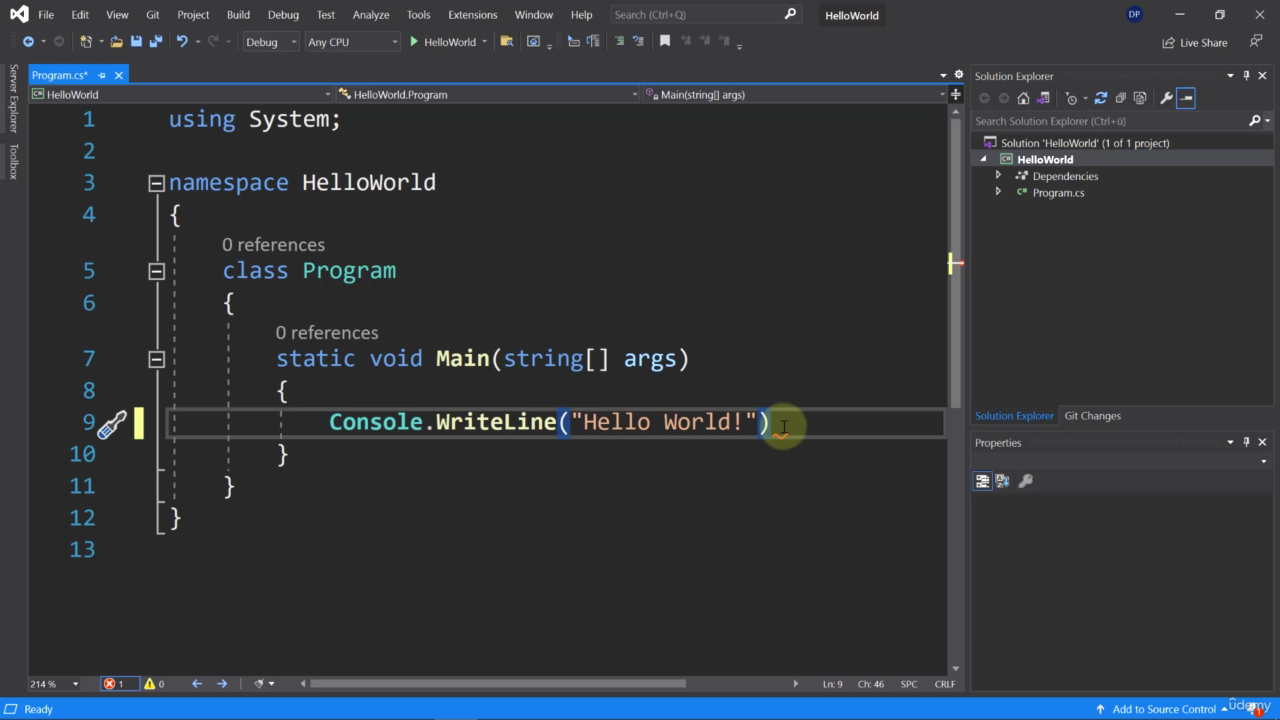 File Edit View Git Project Build Debug Test Analyze Tools Extensions Window Help Search (Ctrl+Q) HelloWorld DP
Debug Any CPU HelloWorld Live Share
Program.cs*
HelloWorld HelloWorld.Program Main(string[] args)
Server Explorer
Toolbox
1 using System;
2
3 namespace HelloWorld
4 {
0 references
5 class Program
6 {
0 references
7 static void Main(string[] args)
8 {
9 Console.WriteLine("Hello World!")
10 }
11 }
12 }
13
214 % 1 0 Ln: 9 Ch: 46 SPC CRLF
Solution Explorer
Search Solution Explorer (Ctrl+ü)
Solution 'HelloWorld' (1 of 1 project)
HelloWorld
Dependencies
Program.cs
Solution Explorer Git Changes
Properties
Ready Add to Source Control 1
udemy